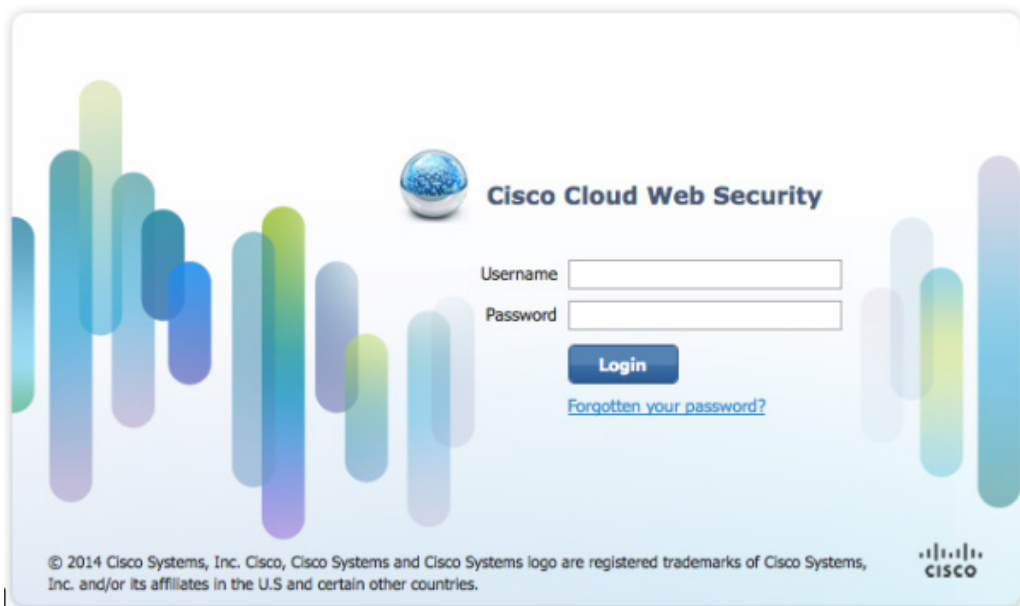 Cisco Cloud Web Security
Username
Password
Login
Forgotten your password?
© 2014 Cisco Systems, Inc. Cisco, Cisco Systems and Cisco Systems logo are registered trademarks of Cisco Systems,
Inc. and/or its affiliates in the U.S and certain other countries.
CISCO